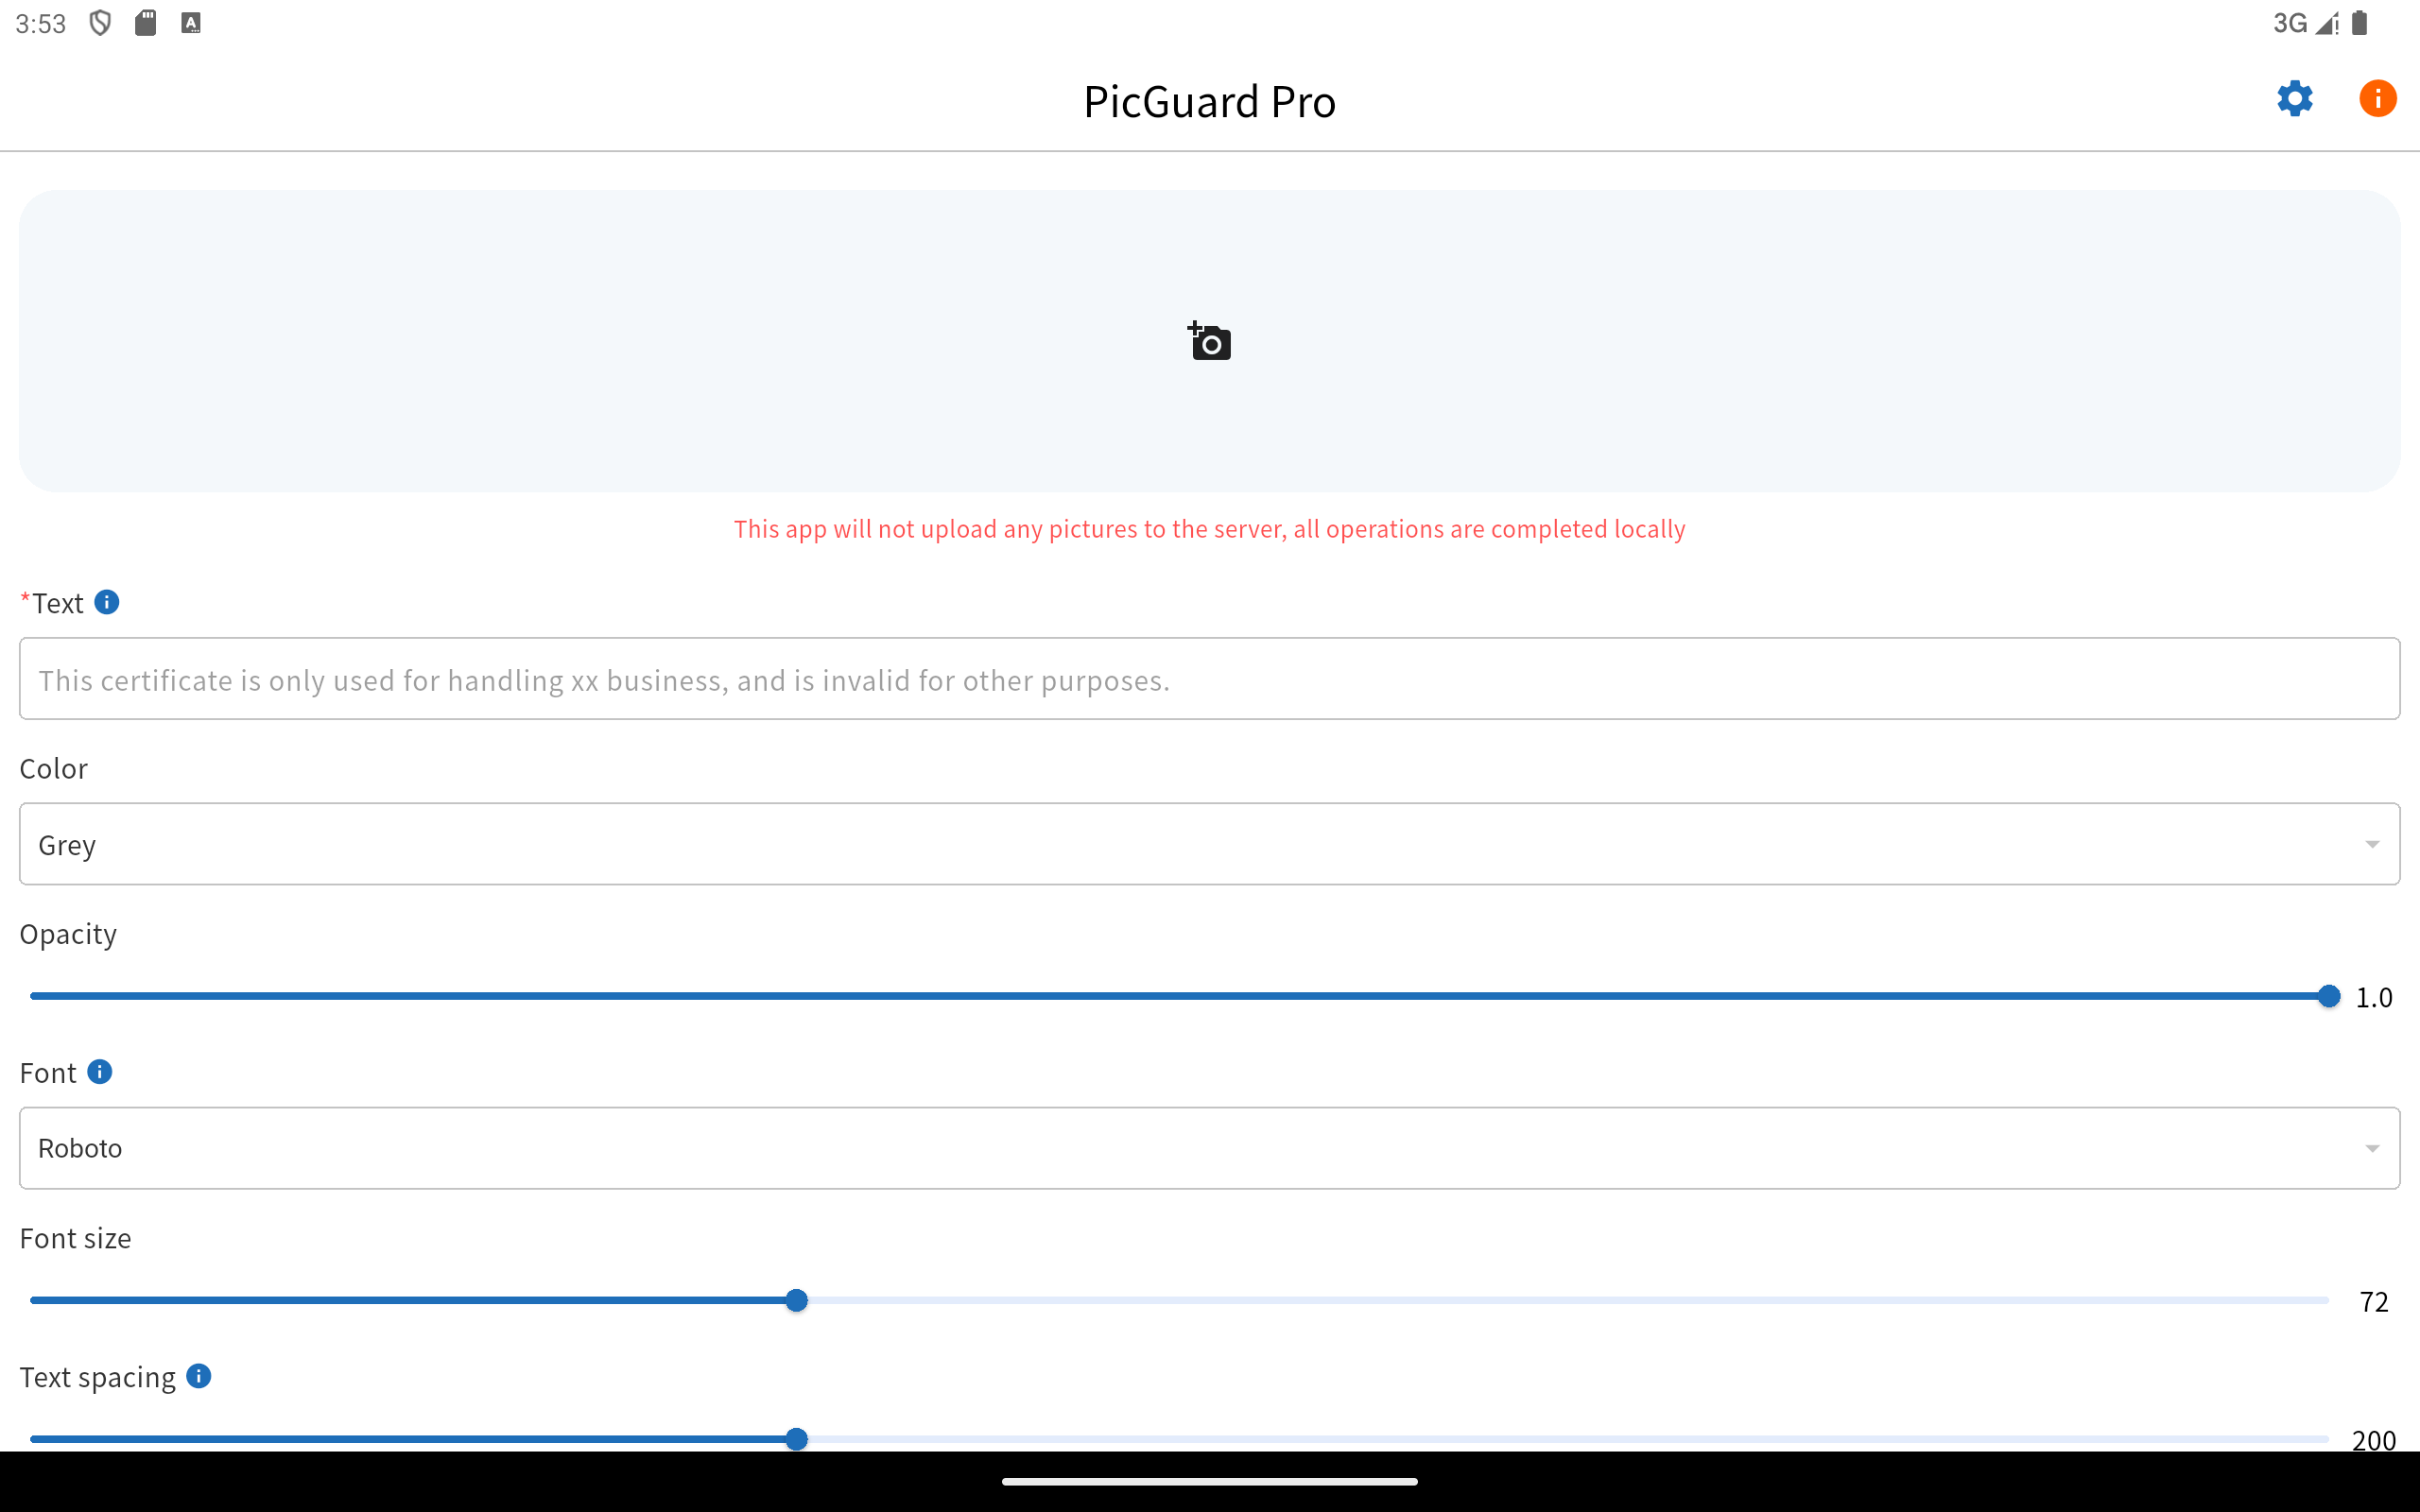 3:53
3G
PicGuard Pro
This app will not upload any pictures to the server, all operations are completed locally
*Text
This certificate is only used for handling xx business, and is invalid for other purposes.
Color
Grey
Opacity
1.0
Font
Roboto
Font size
72
Text spacing
200